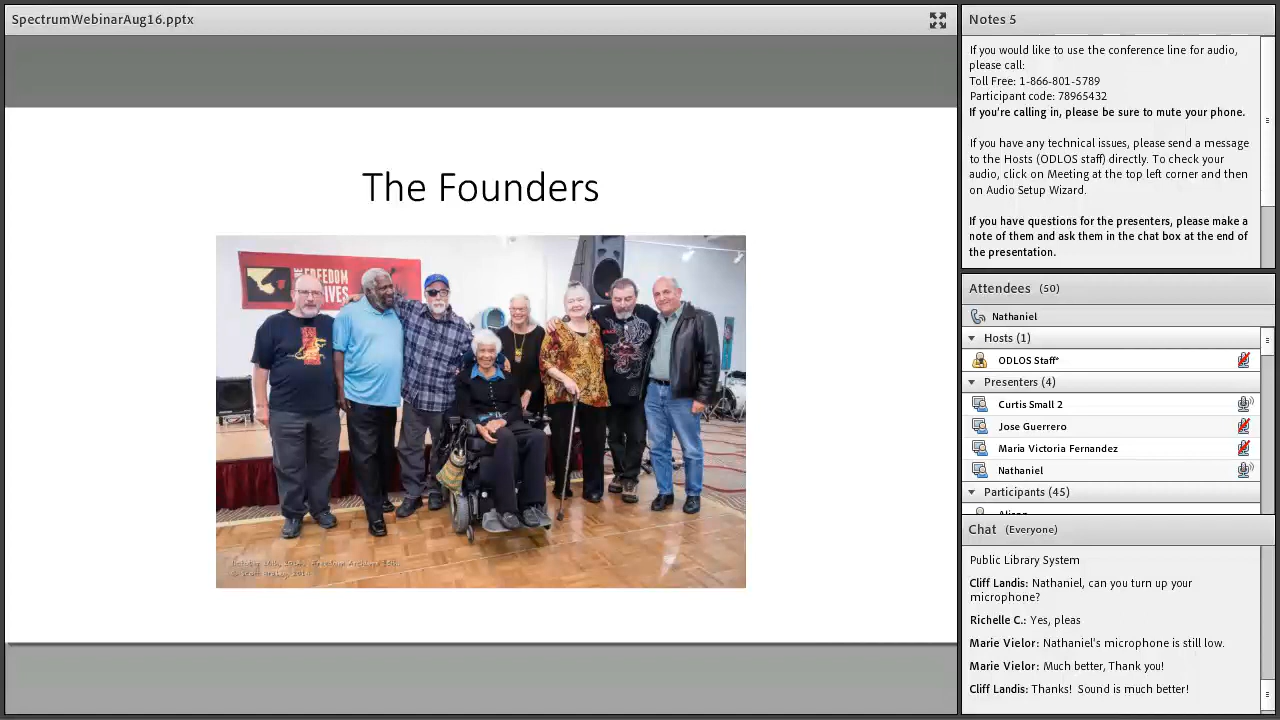 SpectrumWebinarAug16.pptx
The Founders
THE FREEDOM
Notes 5
If you would like to use the conference line for audio,
please call:
Toll Free: 1-866-801-5789
Participant code: 78965432
If you're calling in, please be sure to mute your phone.
If you have any technical issues, please send a message
to the Hosts (ODLOS staff) directly. To check your
audio, click on Meeting at the top left corner and then
on Audio Setup Wizard.
If you have questions for the presenters, please make a
note of them and ask them in the chat box at the end of
the presentation.
Attendees (50)
Nathaniel
Hosts (1)
ODLOS Staff*
Presenters (4)
Curtis Small 2
Jose Guerrero
Maria Victoria Fernandez
Nathaniel
Participants (45)
Chat (Everyone)
Public Library System
Cliff Landis: Nathaniel, can you turn up your
microphone?
Richelle C.: Yes, pleas
Marie Vielor: Nathaniel's microphone is still low.
Marie Vielor: Much better, Thank you!
Cliff Landis: Thanks! Sound is much better!